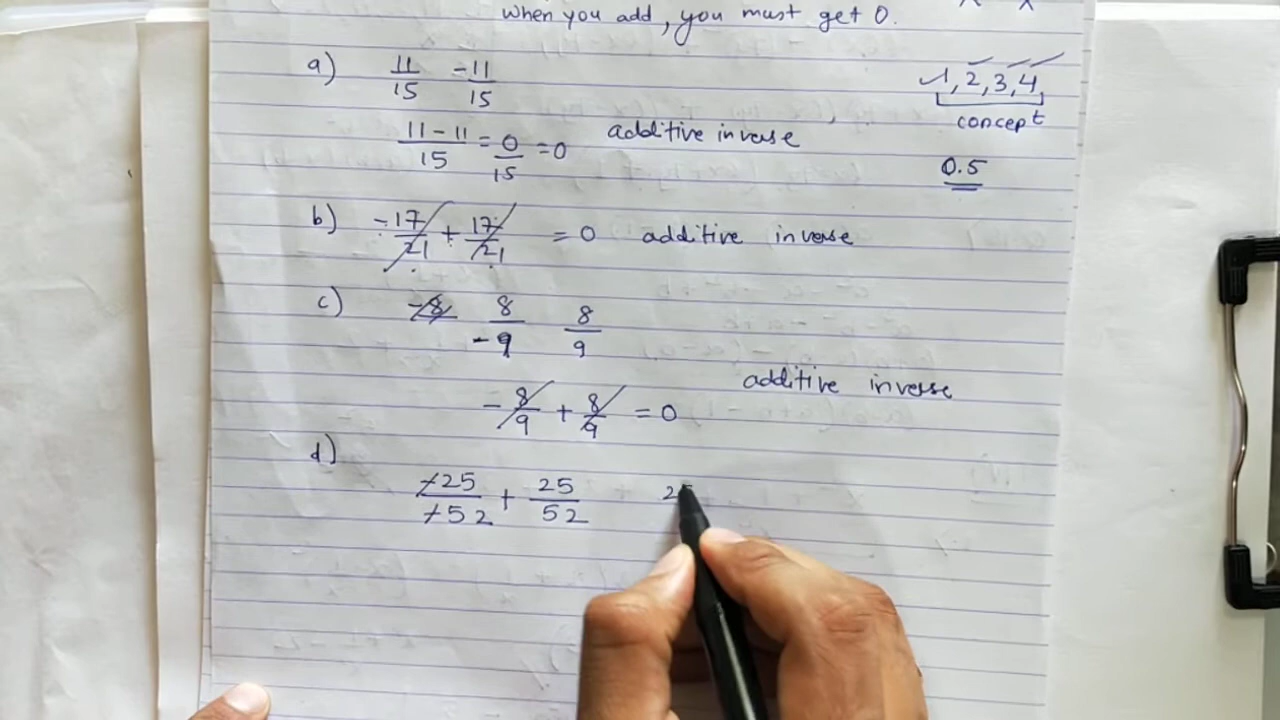 When you add, you must get 0.
a) 11/15 -11/15
11-11/15 = 0/15 = 0 additive inverse
1, 2, 3, 4,
concept
0.5
b) -17/21 + 17/21 = 0 additive inverse
c) -8 8/-9 8/9
-8/9 + 8/9 = 0 additive inverse
d)
-25/-52 + 25/52 2